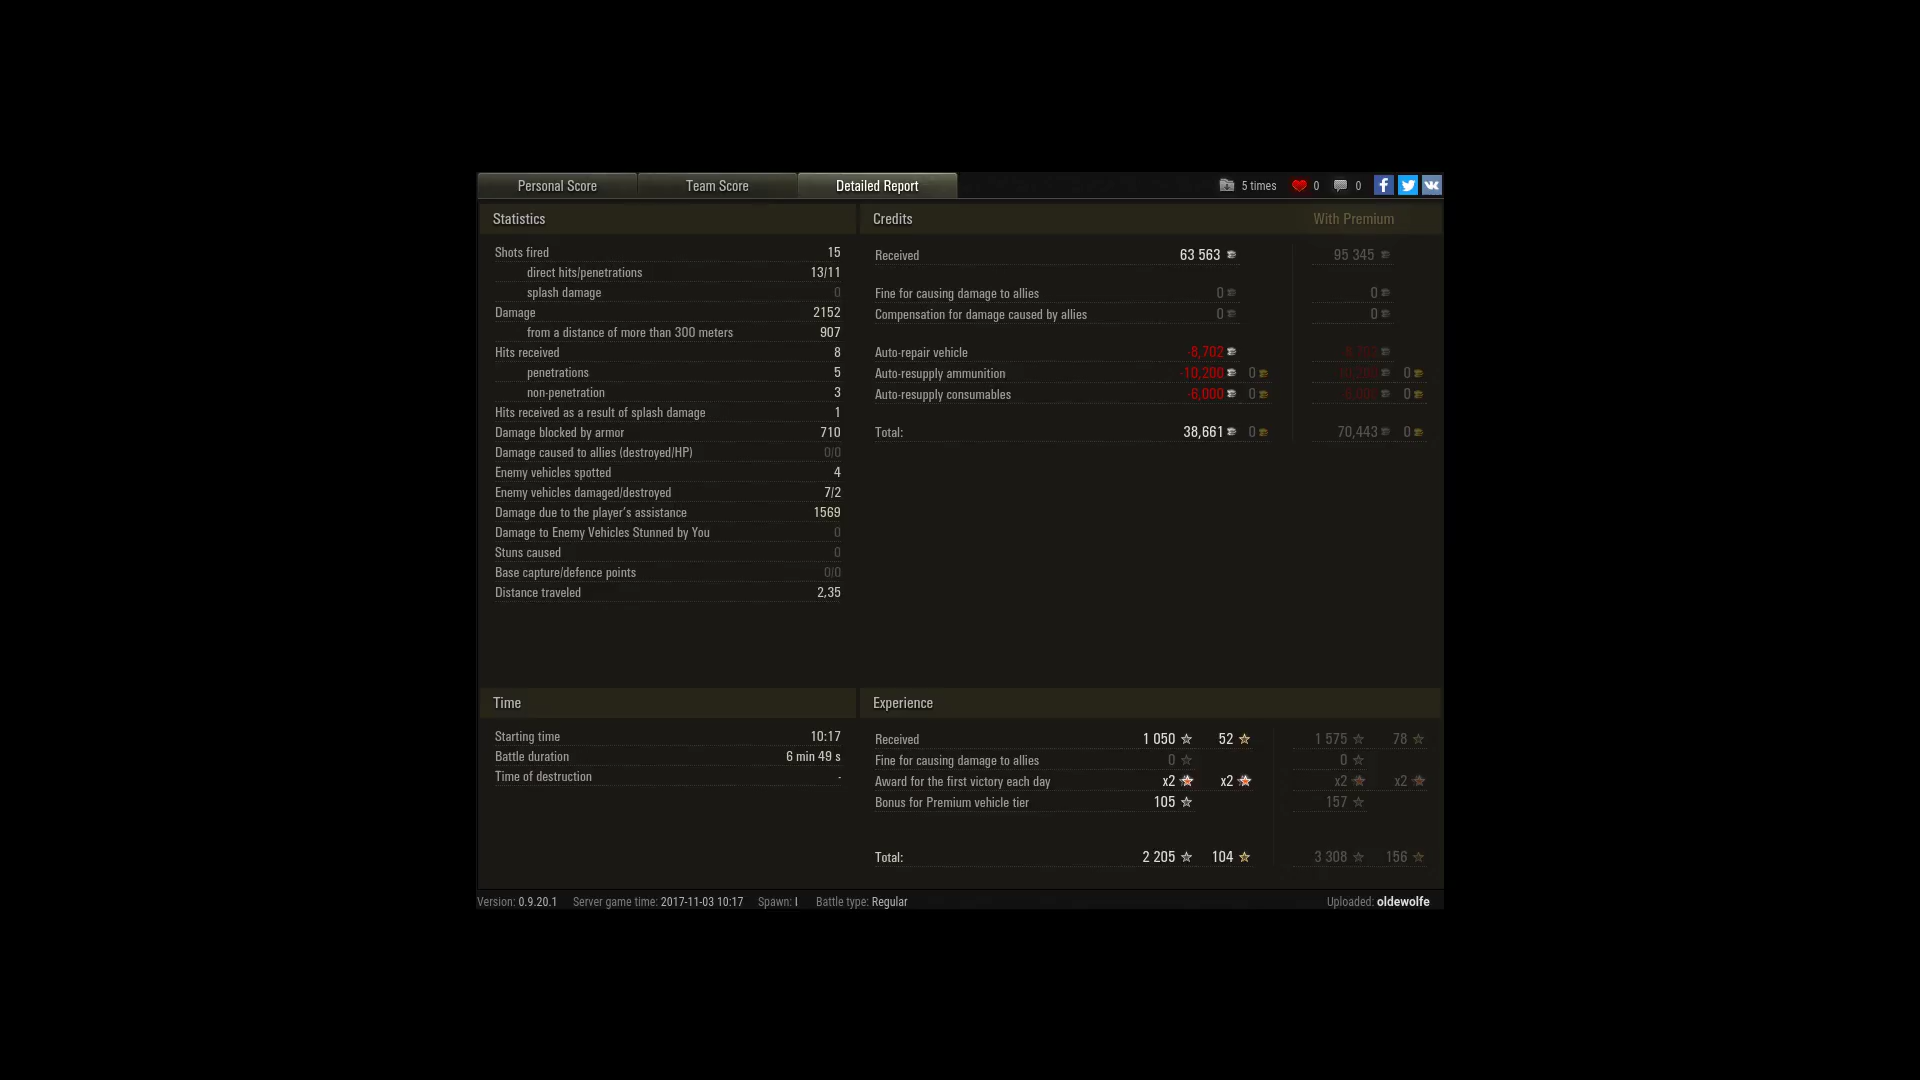 Personal Score Team Score Detailed Report 5 times 0 0
Statistics
Shots fired 15
direct hits/penetrations 13/11
splash damage 0
Damage 2152
from a distance of more than 300 meters 907
Hits received 8
penetrations 5
non-penetration 3
Hits received as a result of splash damage 1
Damage blocked by armor 710
Damage caused to allies (destroyed/HP) 0/0
Enemy vehicles spotted 4
Enemy vehicles damaged/destroyed 7/2
Damage due to the player's assistance 1569
Damage to Enemy Vehicles Stunned by You 0
Stuns caused 0
Base capture/defence points 0/0
Distance traveled 2,35
Credits With Premium
Received 63 563 95 345
Fine for causing damage to allies 0 0
Compensation for damage caused by allies 0 0
Auto-repair vehicle -8,702
Auto-resupply ammunition -10,200 0 0
Auto-resupply consumables -6,000 0 0
Total: 38,661 0 70,443 0
Time
Starting time 10:17
Battle duration 6 min 49 s
Time of destruction -
Experience
Received 1 050 52 1 575 78
Fine for causing damage to allies 0 0
Award for the first victory each day x2 x2 x2 x2
Bonus for Premium vehicle tier 105 157
Total: 2 205 104 3 308 156
Version: 0.9.20.1 Server game time: 2017-11-03 10:17 Spawn: I Battle type: Regular Uploaded: oldewolfe